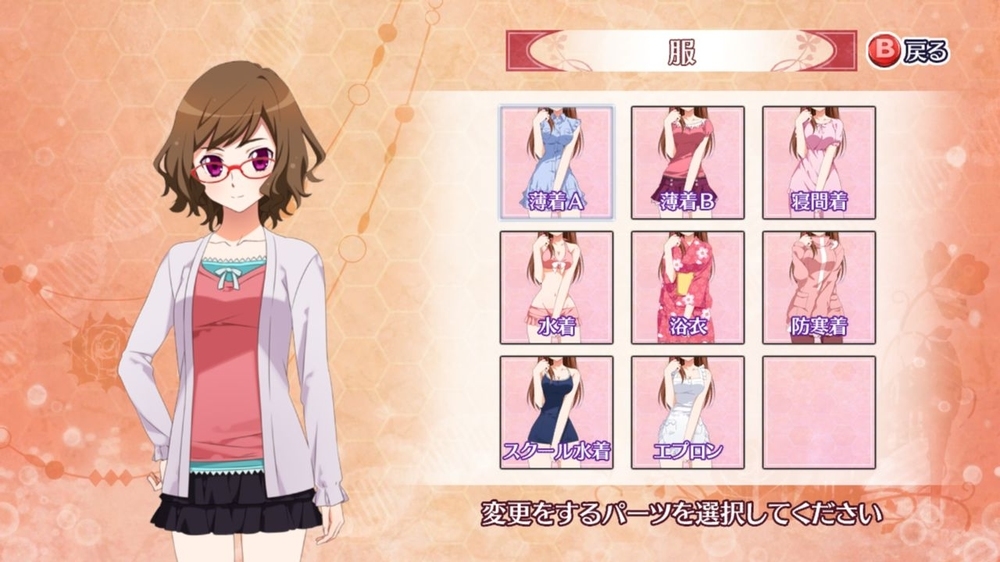 服
B 戻る
薄着A
薄着B
寝間着
水着
浴衣
防寒着
スクール水着
エプロン
変更をするパーツを選択してください